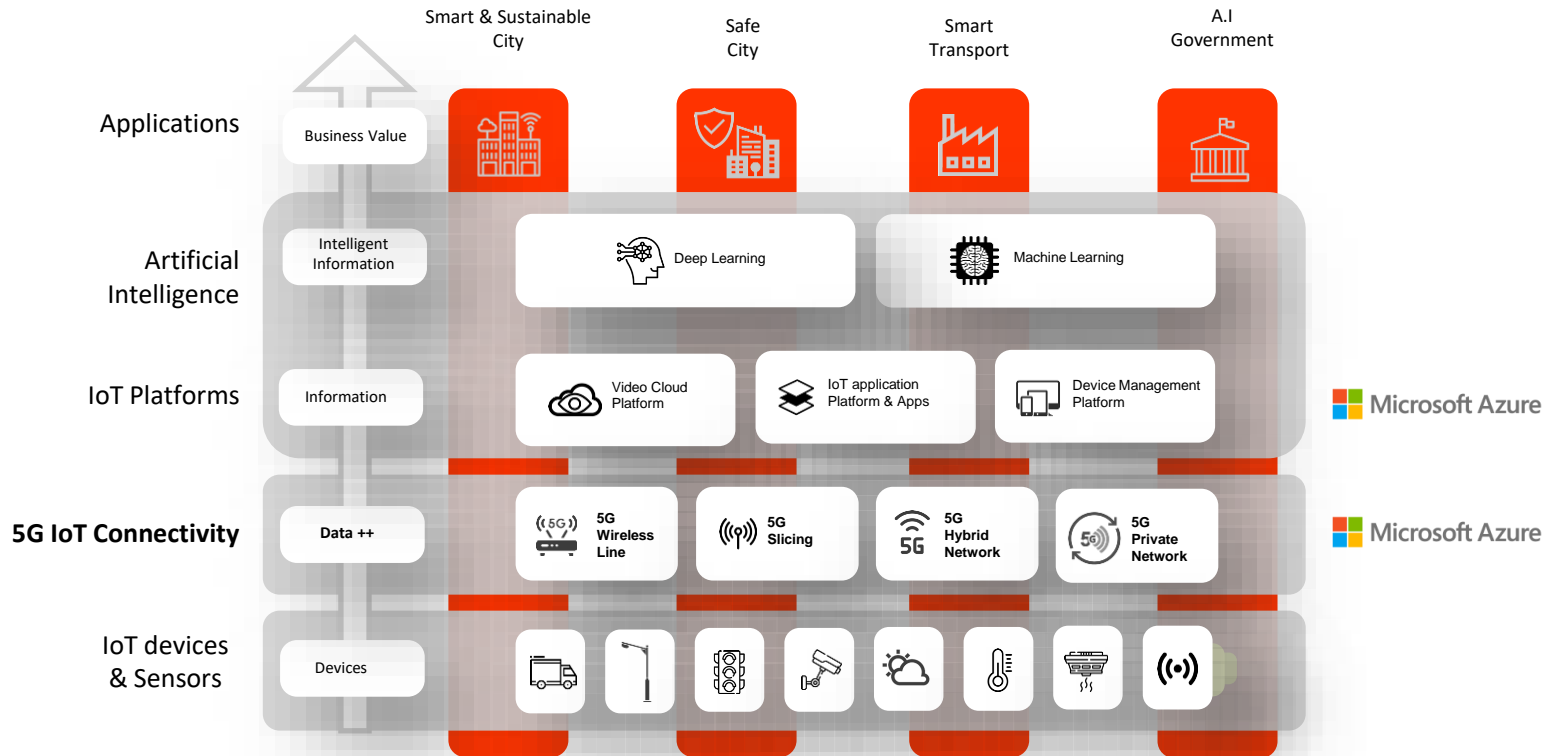 Smart & Sustainable
City
Safe
City
Smart
Transport
A.I
Government
Applications
Business Value
Artificial
Intelligence
Intelligent
Information
Deep Learning
Machine Learning
IoT Platforms
Information
Video Cloud
Platform
IoT application
Platform & Apps
Device Management
Platform
Microsoft Azure
5G IoT Connectivity
Data ++
5G
5G
Wireless
Line
5G
Slicing
5G
5G
Hybrid
Network
5G
5G
Private
Network
Microsoft Azure
IoT devices
& Sensors
Devices